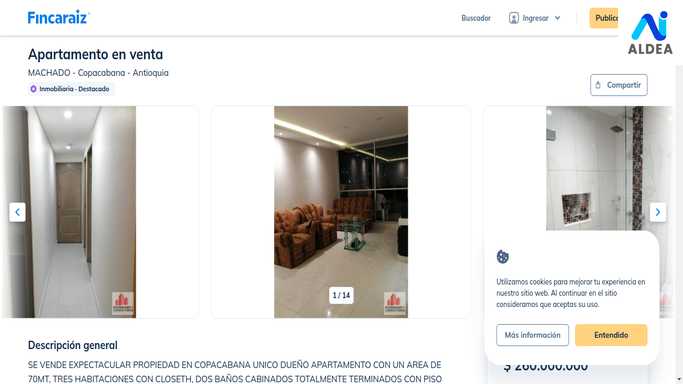 Fincaraíz
Buscador
Ingresar
Public
ALDEA
Apartamento en venta
MACHADO - Copacabana - Antioquia
Inmobiliaria - Destacado
Compartir
1 / 14
Utilizamos cookies para mejorar tu experiencia en
nuestro sitio web. Al continuar en el sitio
consideramos que aceptas su uso.
Más información
Entendido
$ 260.000.000
Descripción general
SE VENDE ESPECTACULAR PROPIEDAD EN COPACABANA UNICO DUEÑO APARTAMENTO CON UN AREA DE
70MT, TRES HABITACIONES CON CLOSETH, DOS BAÑOS CABINADOS TOTALMENTE TERMINADOS CON PISO